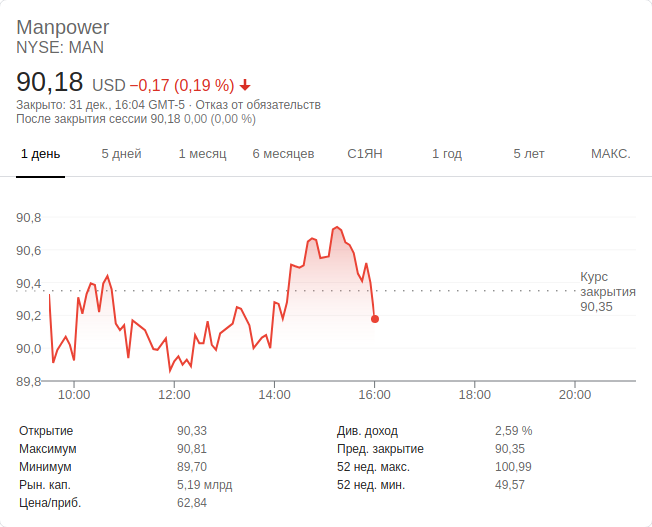 Manpower
NYSE: MAN
90,18 USD −0,17 (0,19 %)
Закрыто: 31 дек., 16:04 GMT-5 · Отказ от обязательств
После закрытия сессии 90,18 0,00 (0,00 %)
1 день 5 дней 1 месяц 6 месяцев С1ЯН 1 год 5 лет МАКС.
90,8
90,6
90,4
90,2
90,0
89,8
Курс
закрытия
90,35
10:00 12:00 14:00 16:00 18:00 20:00
Открытие 90,33 Див. доход 2,59 %
Максимум 90,81 Пред. закрытие 90,35
Минимум 89,70 52 нед. макс. 100,99
Рын. кап. 5,19 млрд 52 нед. мин. 49,57
Цена/приб. 62,84